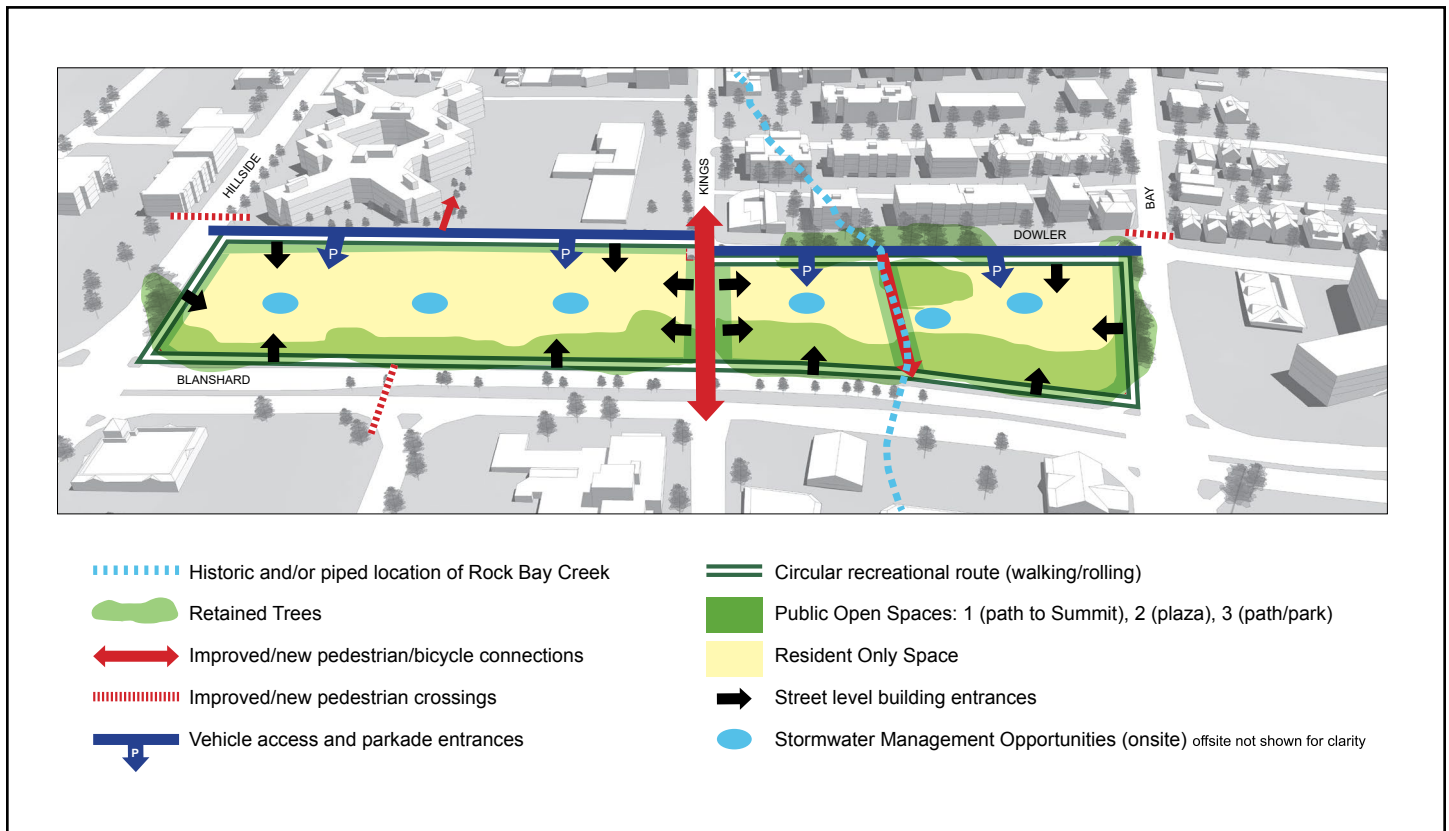 HILLSIDE
KINGS
BAY
DOWLER
P
P
P
P
BLANSHARD
Historic and/or piped location of Rock Bay Creek
Retained Trees
Improved/new pedestrian/bicycle connections
Improved/new pedestrian crossings
Vehicle access and parkade entrances
P
Circular recreational route (walking/rolling)
Public Open Spaces: 1 (path to Summit), 2 (plaza), 3 (path/park)
Resident Only Space
Street level building entrances
Stormwater Management Opportunities (onsite) offsite not shown for clarity